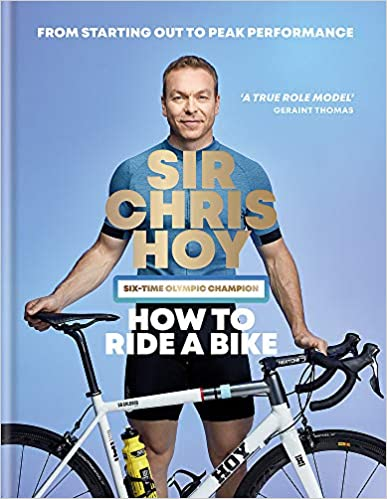 FROM STARTING OUT TO PEAK PERFORMANCE
'A TRUE ROLE MODEL'
GERAINT THOMAS
SIR
CHRIS
HOY
SIX-TIME OLYMPIC CHAMPION
HOW TO
RIDE A BIKE
HOY